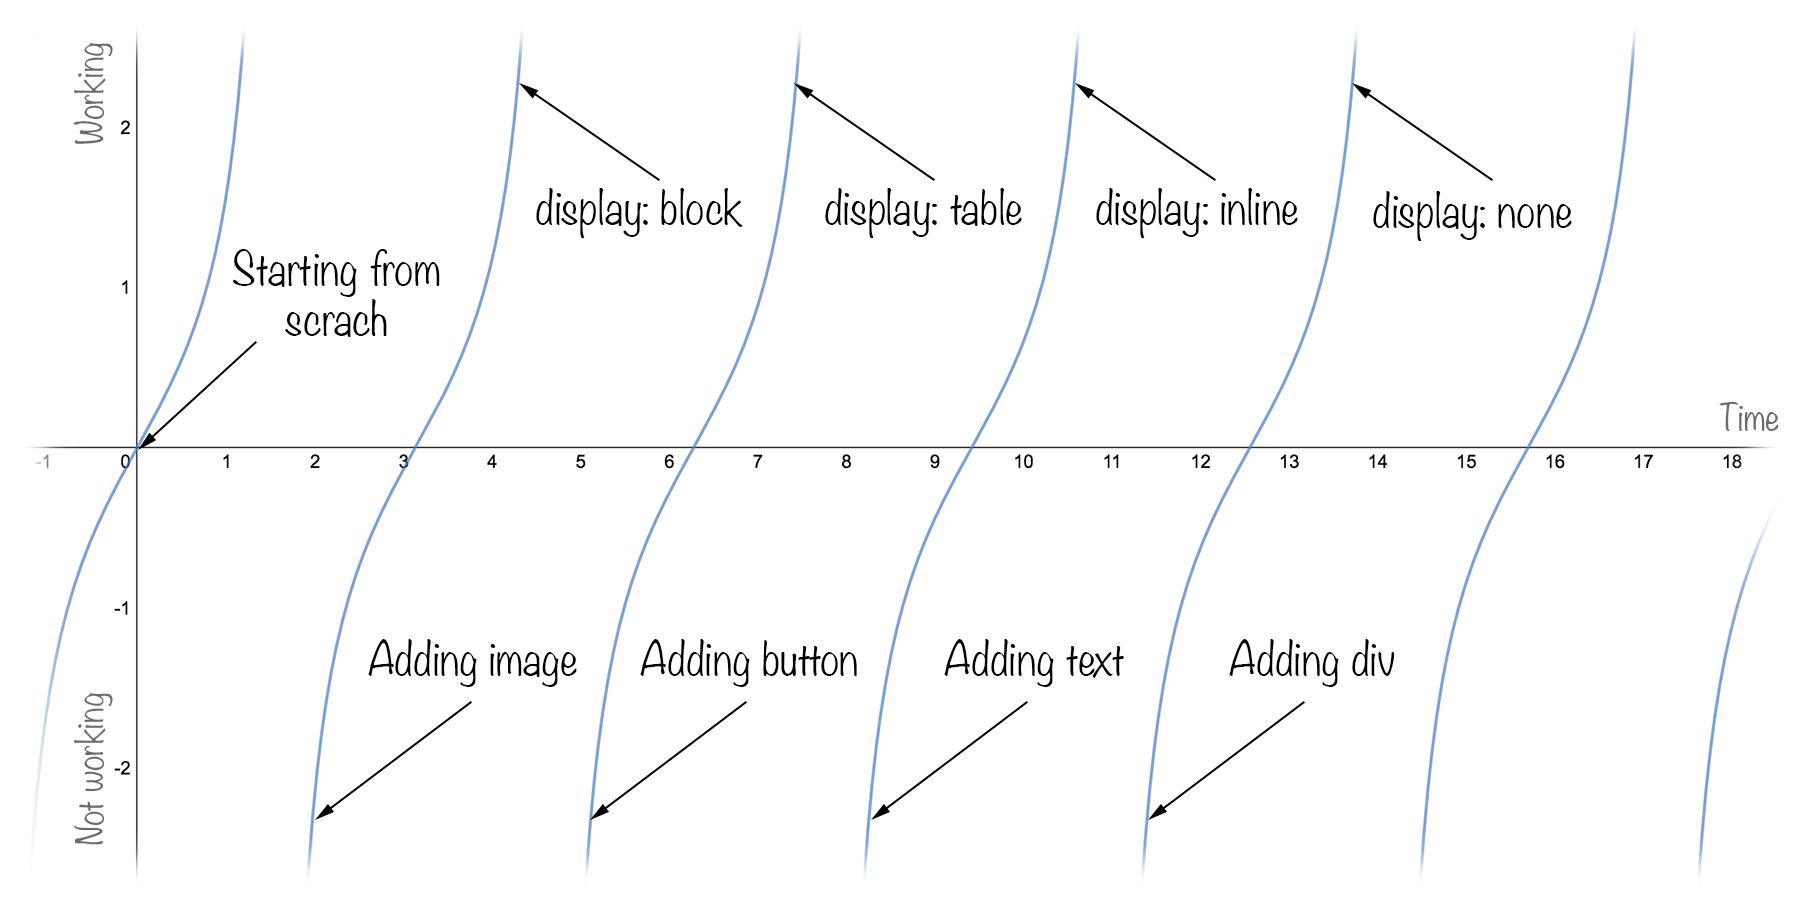 Working
2
display: block
display: table
display: inline
display: none
Starting from
scrach
1
Time
-1
0
1
2
3
4
5
6
7
8
9
10
11
12
13
14
15
16
17
18
-1
Adding image
Adding button
Adding text
Adding div
Not working
-2